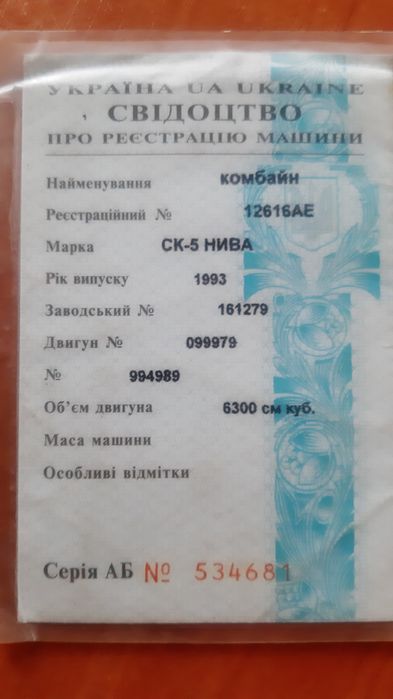 УКРАЇНА UA UKRAINE
СВІДОЦТВО
ПРО РЕЄСТРАЦІЮ МАШИНИ
Найменування комбайн
Реєстраційний № 12616АЕ
Марка СК-5 НИВА
Рік випуску 1993
Заводський № 161279
Двигун № 099979
№ 994989
Об'єм двигуна 6300 см куб.
Маса машини
Особливі відмітки
Серія АБ № 534681